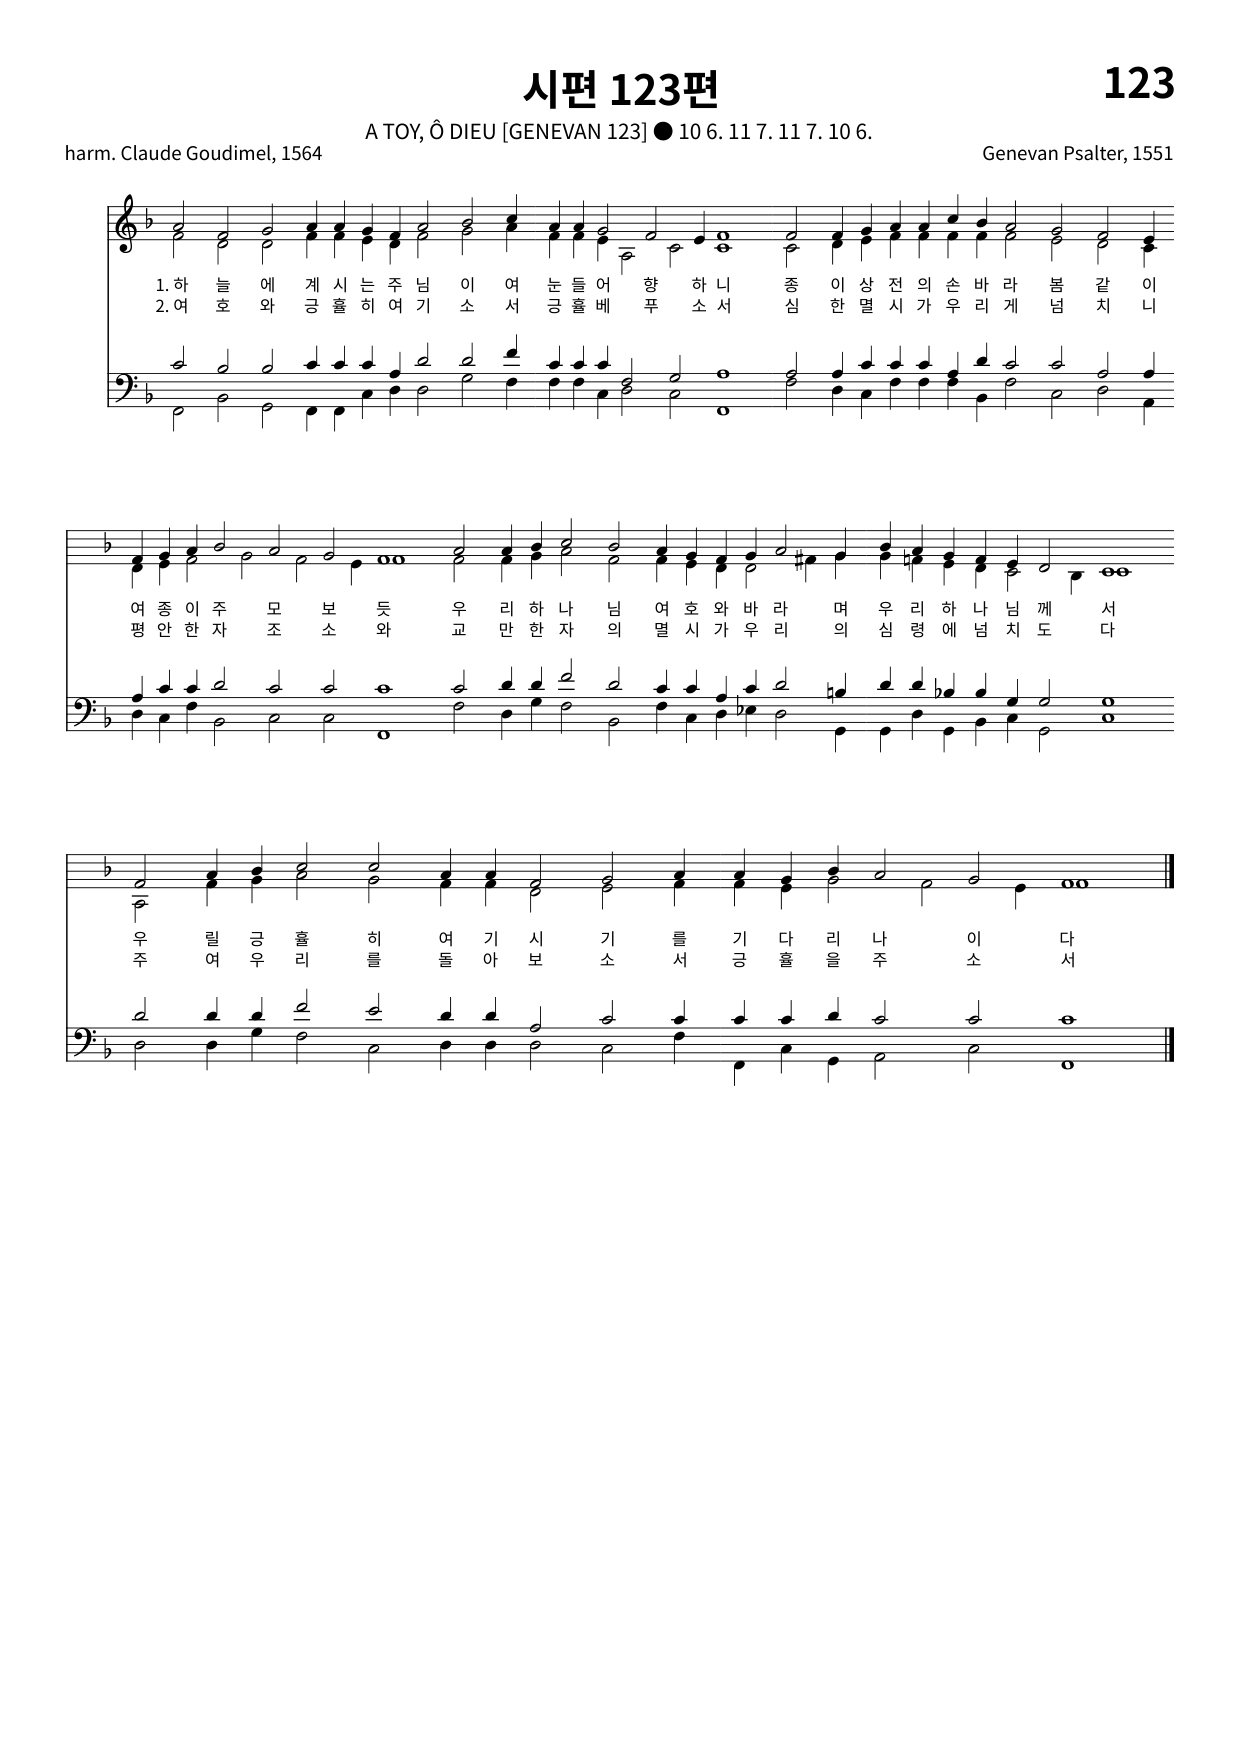 시편 123편
123
A TOY, Ô DIEU [GENEVAN 123] ● 10 6. 11 7. 11 7. 10 6.
harm. Claude Goudimel, 1564
Genevan Psalter, 1551
1. 하 늘 에 계 시 는 주 님 이 여 눈 들 어 향 하 니 종 이 상 전 의 손 바 라 봄 같 이
2. 여 호 와 긍 휼 히 여 기 소 서 긍 휼 베 푸 소 서 심 한 멸 시 가 우 리 게 넘 치 니
여 종 이 주 모 보 듯 우 리 하 나 님 여 호 와 바 라 며 우 리 하 나 님 께 서
평 안 한 자 조 소 와 교 만 한 자 의 멸 시 가 우 리 의 심 령 에 넘 치 도 다
우 릴 긍 휼 히 여 기 시 기 를 기 다 리 나 이 다
주 여 우 리 를 돌 아 보 소 서 긍 휼 을 주 소 서